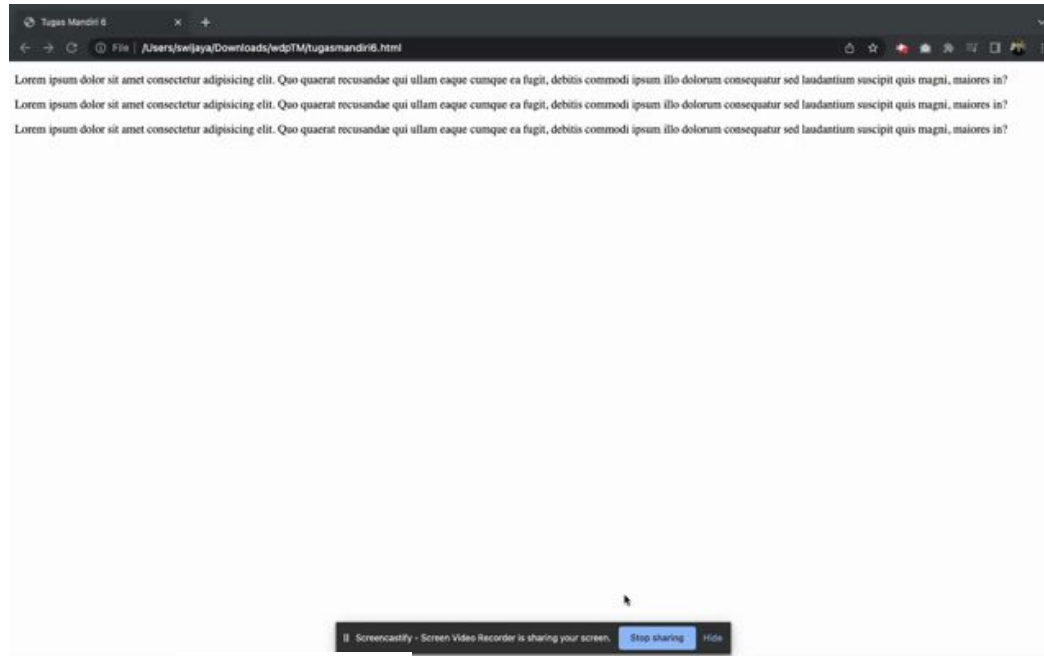 Tugas Mandiri 6
File | /Users/swijaya/Downloads/wdpTM/tugasmandiri6.html
Lorem ipsum dolor sit amet consectetur adipisicing elit. Quo quaerat recusandae qui ullam eaque cumque ea fugit, debitis commodi ipsum illo dolorum consequatur sed laudantium suscipit quis magni, maiores in?
Lorem ipsum dolor sit amet consectetur adipisicing elit. Quo quaerat recusandae qui ullam eaque cumque ea fugit, debitis commodi ipsum illo dolorum consequatur sed laudantium suscipit quis magni, maiores in?
Lorem ipsum dolor sit amet consectetur adipisicing elit. Quo quaerat recusandae qui ullam eaque cumque ea fugit, debitis commodi ipsum illo dolorum consequatur sed laudantium suscipit quis magni, maiores in?
Screencastify - Screen Video Recorder is sharing your screen. Stop sharing Hide